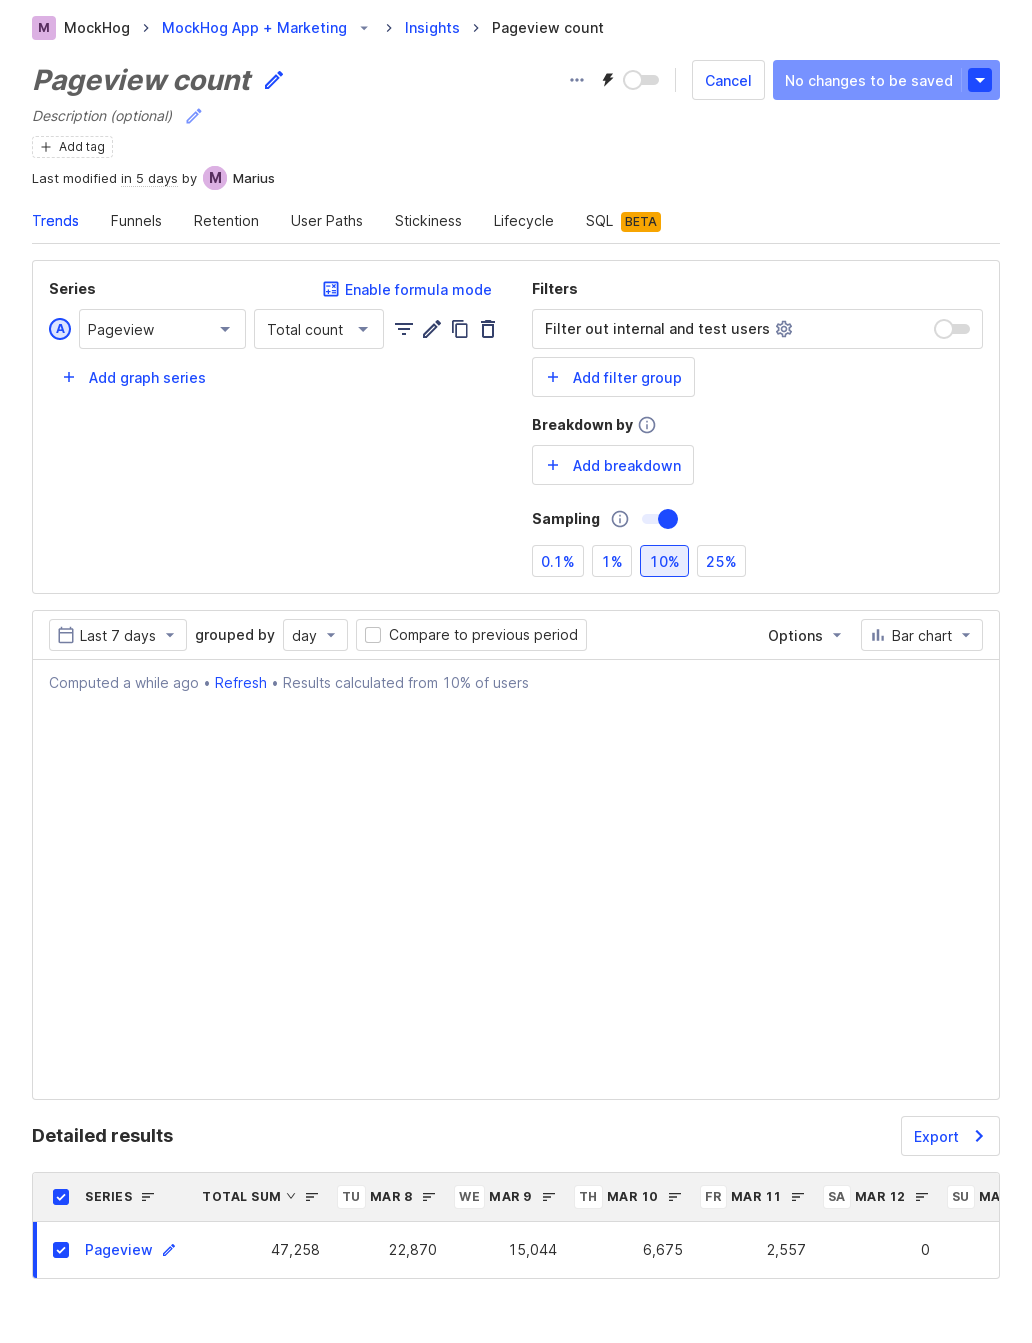 M MockHog > MockHog App + Marketing > Insights > Pageview count
Pageview count
Cancel
No changes to be saved
Description (optional)
Add tag
Last modified in 5 days by M Marius
Trends Funnels Retention User Paths Stickiness Lifecycle SQL BETA
Series
Enable formula mode
A Pageview Total count
Add graph series
Filters
Filter out internal and test users
Add filter group
Breakdown by
Add breakdown
Sampling
0.1% 1% 10% 25%
Last 7 days grouped by day Compare to previous period Options Bar chart
Computed a while ago • Refresh • Results calculated from 10% of users
Detailed results
Export
SERIES TOTAL SUM TU MAR 8 WE MAR 9 TH MAR 10 FR MAR 11 SA MAR 12 SU MA
Pageview 47,258 22,870 15,044 6,675 2,557 0